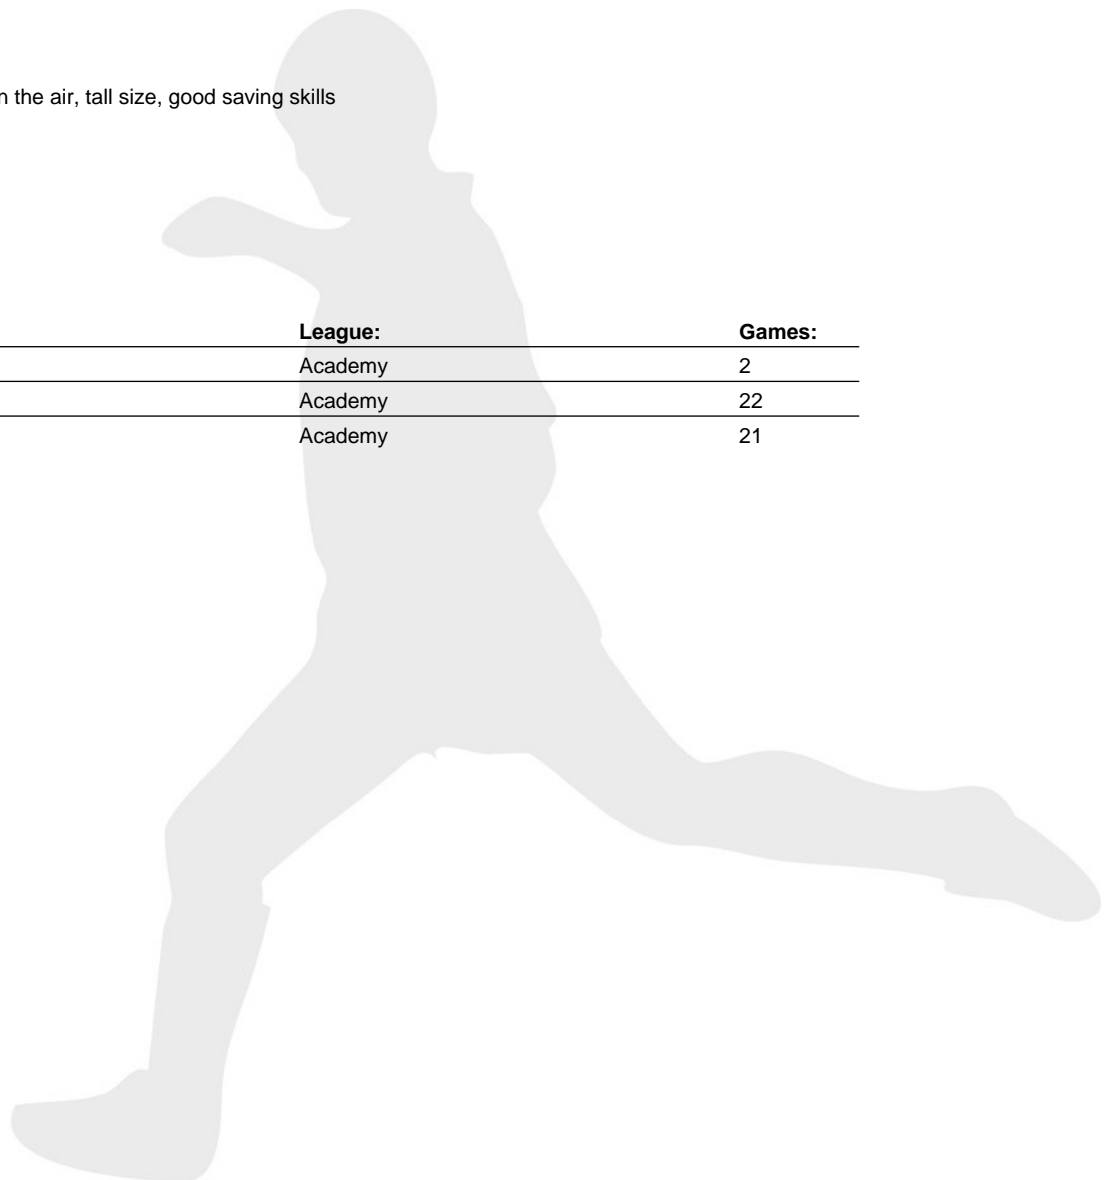 n the air, tall size, good saving skills
League: Games:
Academy 2
Academy 22
Academy 21